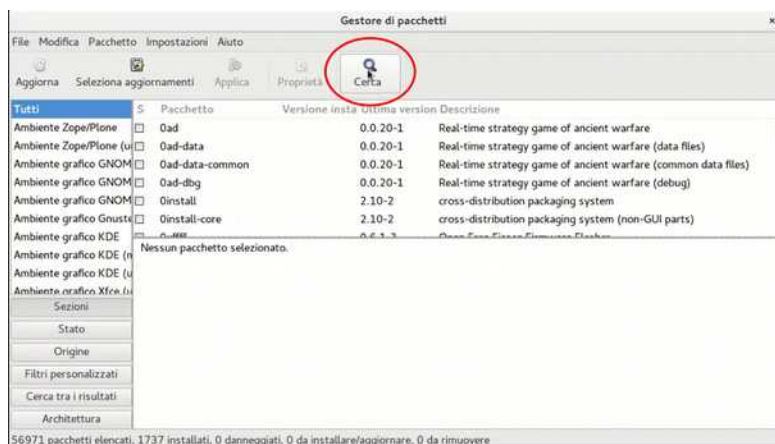 Gestore di pacchetti
File Modifica Pacchetto Impostazioni Aiuto
Aggiorna Seleziona aggiornamenti Applica Proprietà Cerca
Tutti S Pacchetto Versione insta Ultima version Descrizione
Ambiente Zope/Plone 0ad 0.0.20-1 Real-time strategy game of ancient warfare
Ambiente Zope/Plone (u 0ad-data 0.0.20-1 Real-time strategy game of ancient warfare (data files)
Ambiente grafico GNOM 0ad-data-common 0.0.20-1 Real-time strategy game of ancient warfare (common data files)
Ambiente grafico GNOM 0ad-dbg 0.0.20-1 Real-time strategy game of ancient warfare (debug)
Ambiente grafico GNOM 0install 2.10-2 cross-distribution packaging system
Ambiente grafico Gnuste 0install-core 2.10-2 cross-distribution packaging system (non-GUI parts)
Ambiente grafico KDE
Nessun pacchetto selezionato.
Ambiente grafico KDE (n
Ambiente grafico KDE (u
Ambiente grafico Xfce (u
Sezioni
Stato
Origine
Filtri personalizzati
Cerca tra i risultati
Architettura
56971 pacchetti elencati, 1737 installati, 0 danneggiati, 0 da installare/aggiornare, 0 da rimuovere